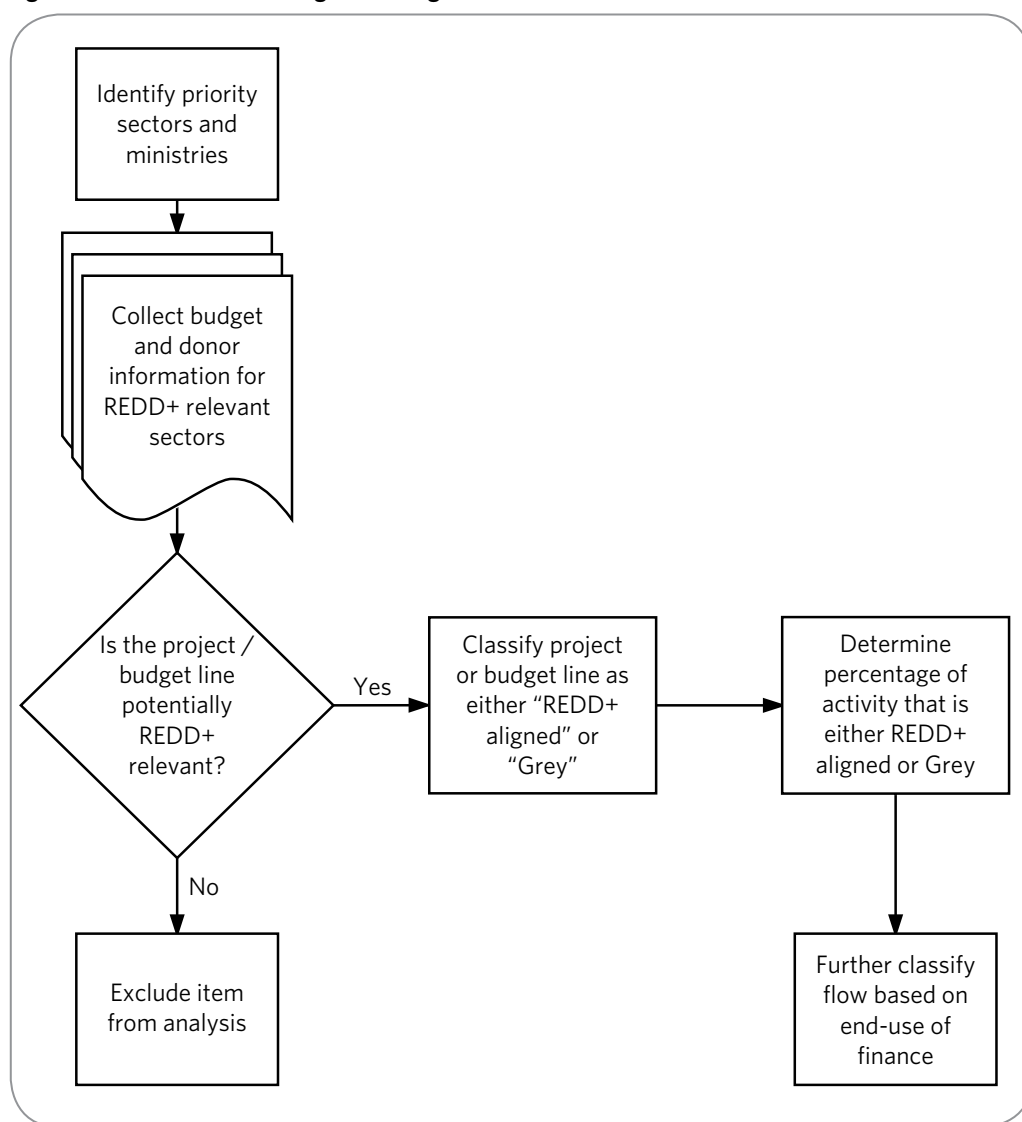 Identify priority
sectors and
ministries
Collect budget
and donor
information for
REDD+ relevant
sectors
Is the project /
budget line
potentially
REDD+
relevant?
Yes
Classify project
or budget line as
either “REDD+
aligned” or
“Grey”
Determine
percentage of
activity that is
either REDD+
aligned or Grey
No
Exclude item
from analysis
Further classify
flow based on
end-use of
finance